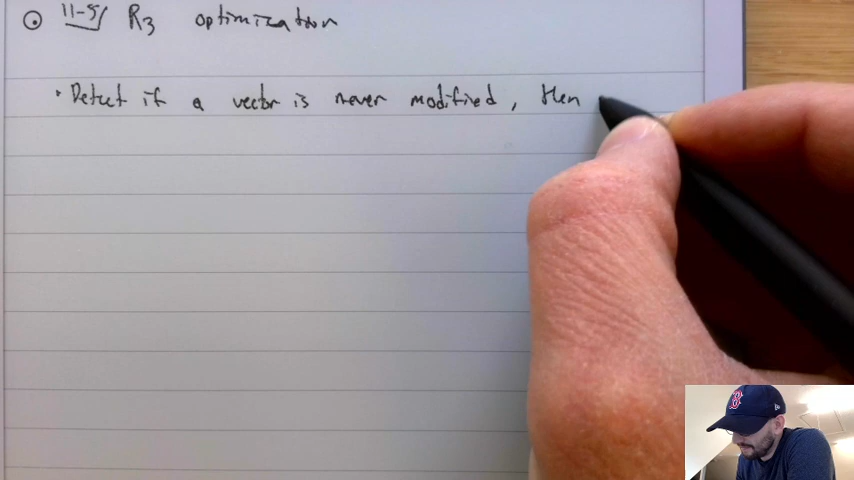 ⊙ 11-5/ R3 optimization
• Detect if a vector is never modified, then
B